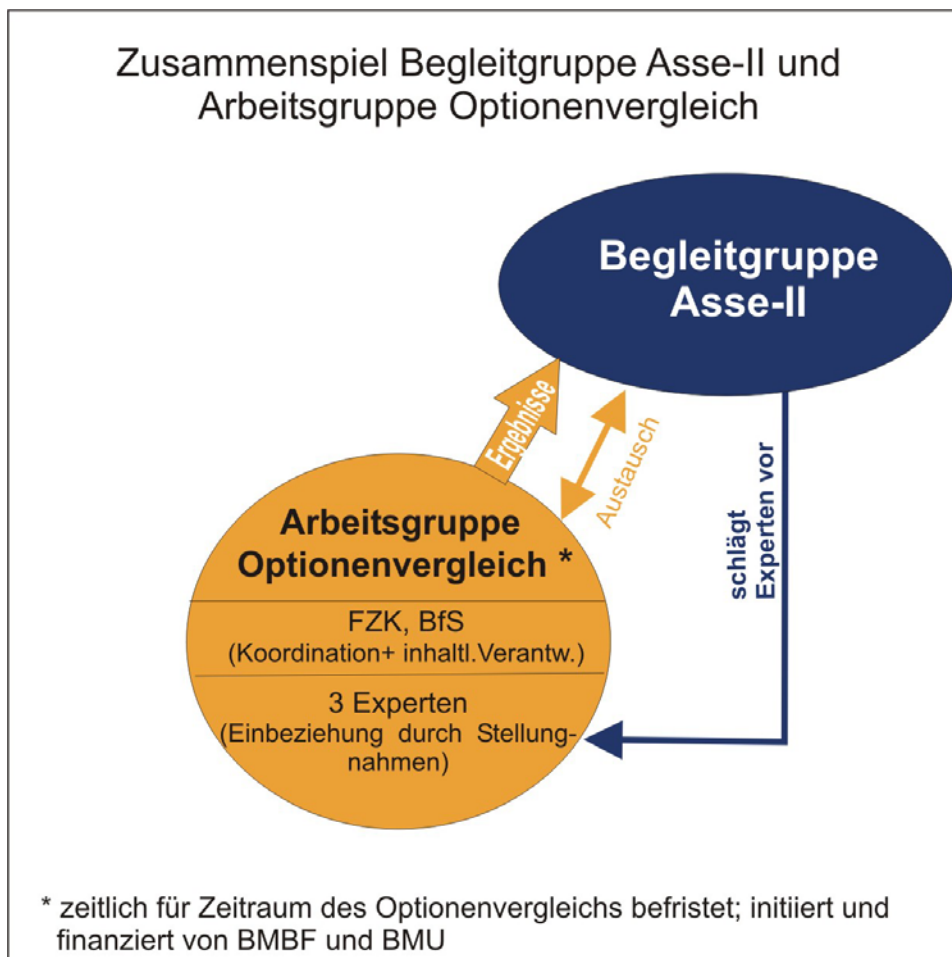 Zusammenspiel Begleitgruppe Asse-II und
Arbeitsgruppe Optionenvergleich
Begleitgruppe
Asse-II
Ergebnisse
Austausch
schlägt
Experten vor
Arbeitsgruppe
Optionenvergleich *
FZK, BfS
(Koordination+ inhaltl.Verantw.)
3 Experten
(Einbeziehung durch Stellung-
nahmen)
* zeitlich für Zeitraum des Optionenvergleichs befristet; initiiert und
finanziert von BMBF und BMU